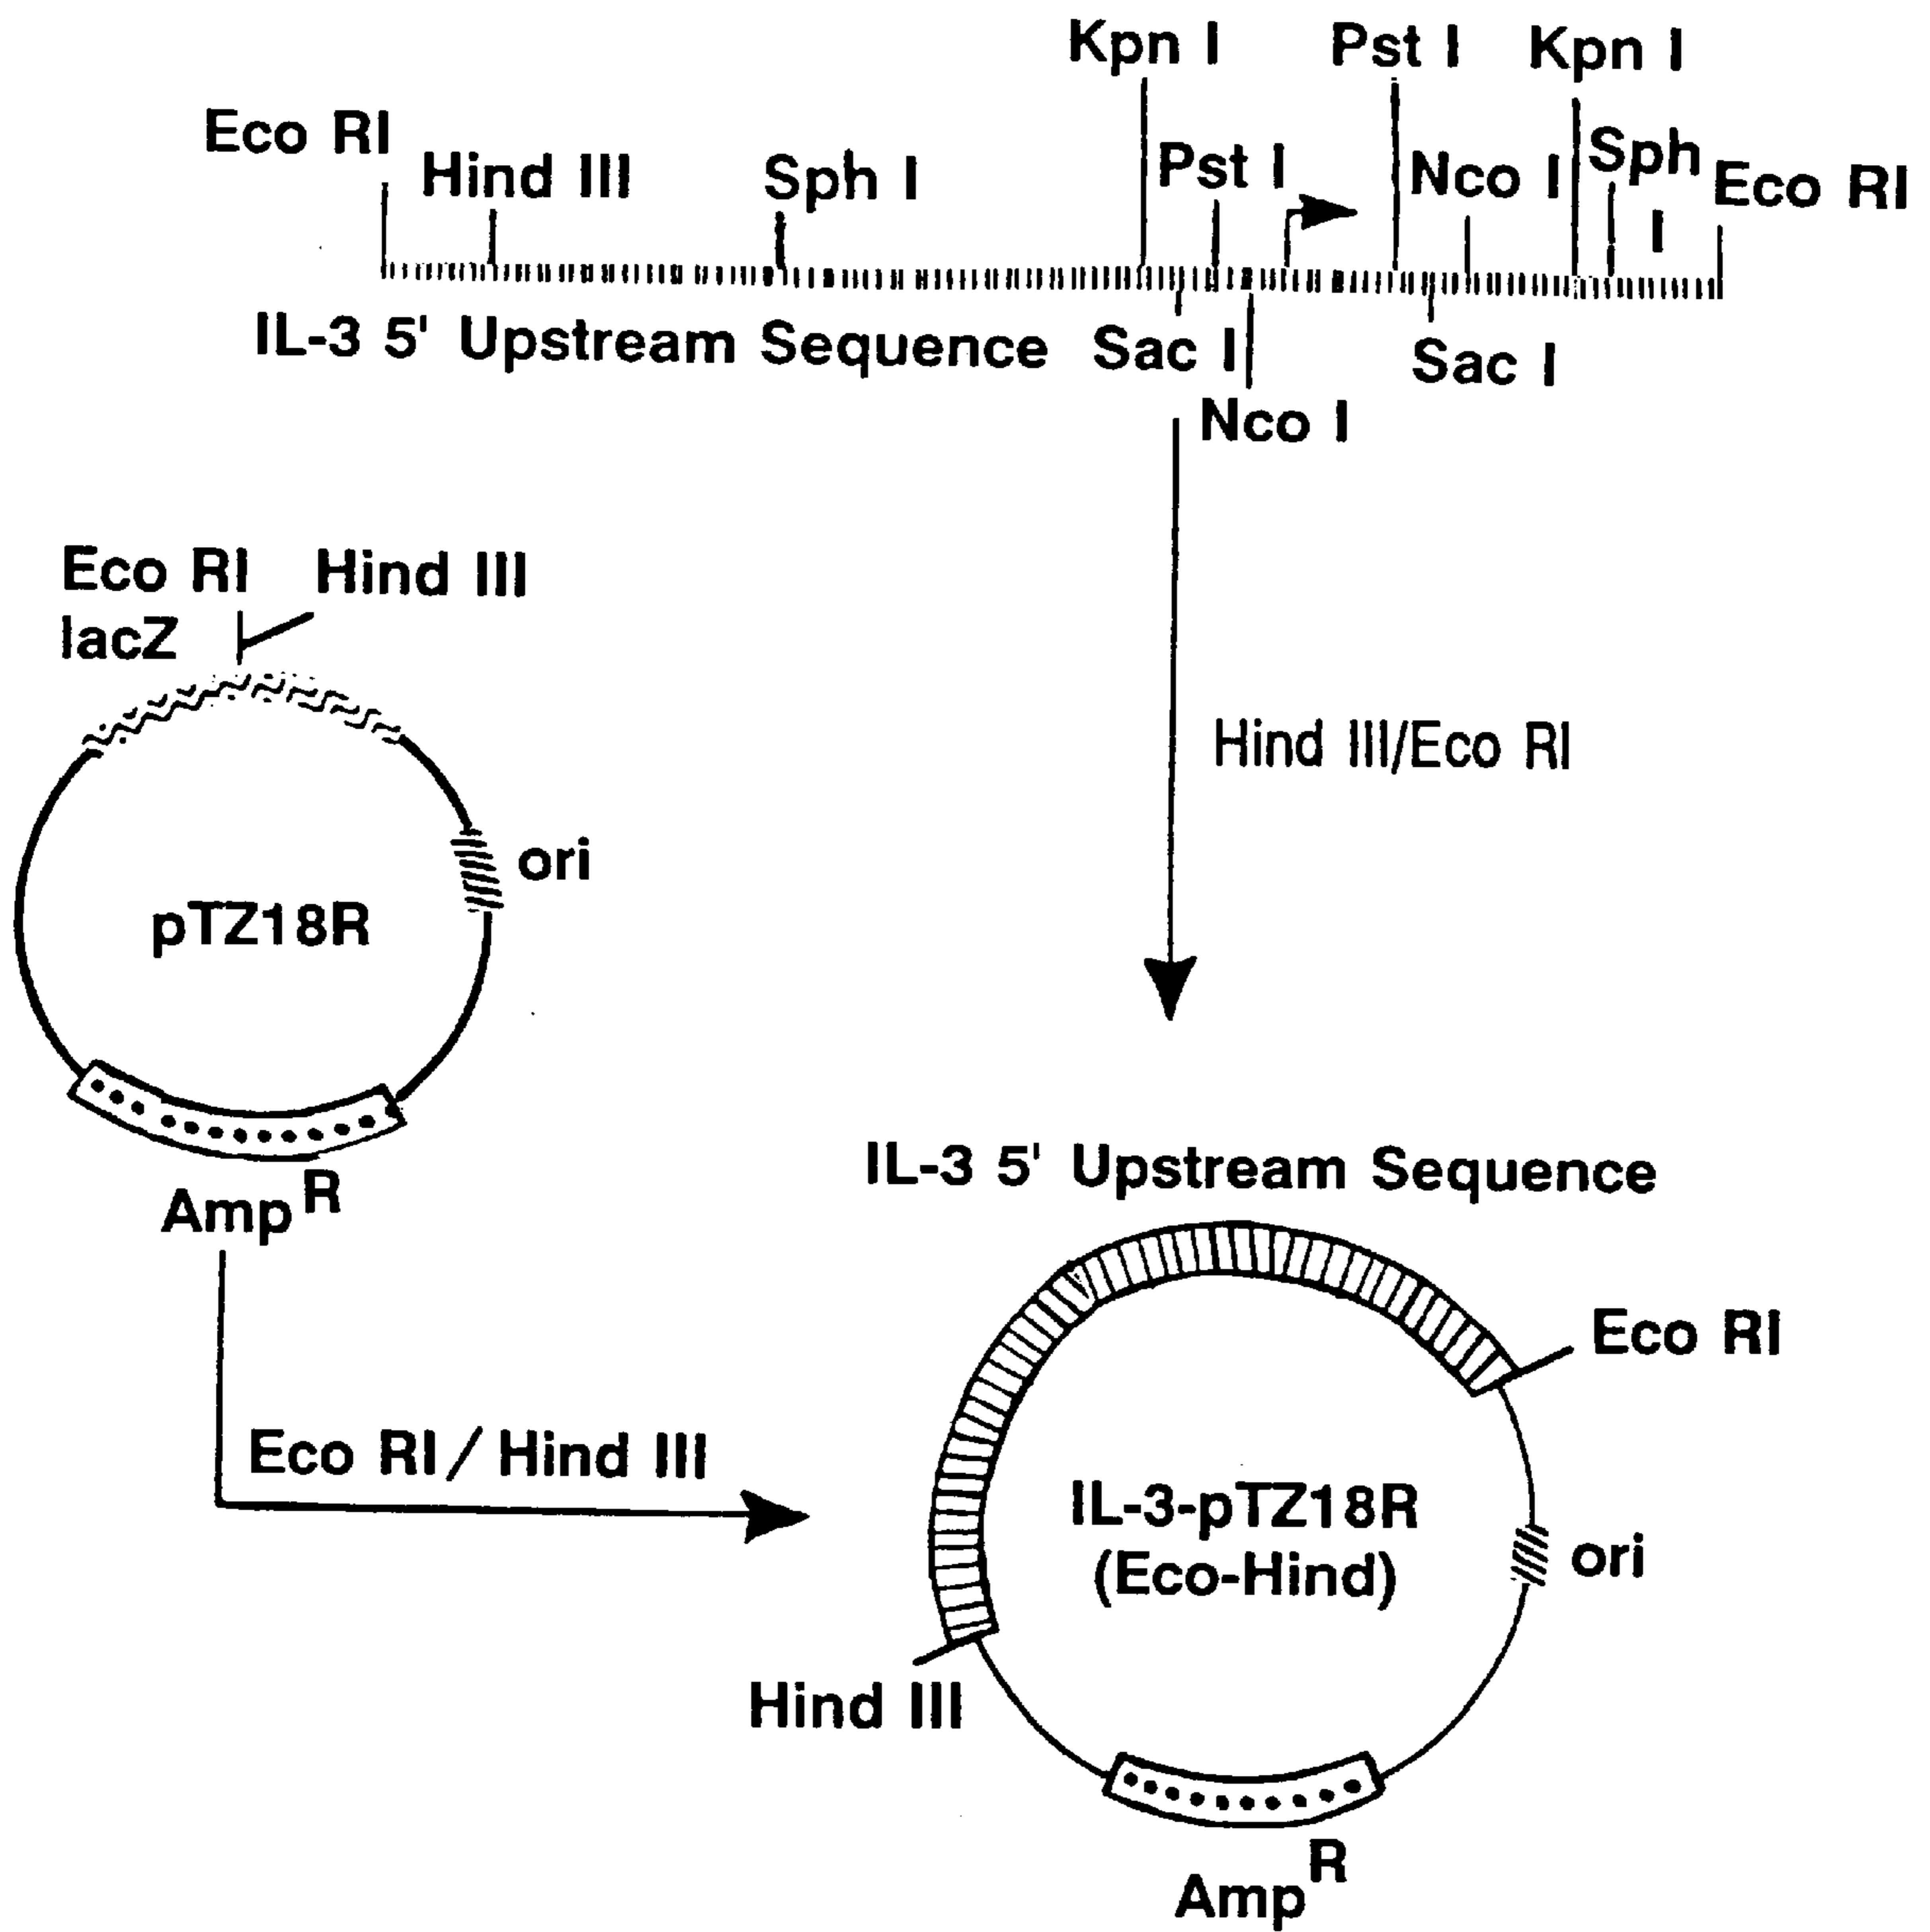 Kpn I Pst I Kpn I
Eco RI Hind III Sph I Pst I Nco I Sph I Eco RI
IL-3 5' Upstream Sequence Sac I Sac I
Nco I
Eco RI Hind III
lacZ
Hind III/Eco RI
ori
pTZ18R
Amp R
IL-3 5' Upstream Sequence
Eco RI
Eco RI/Hind III
IL-3-pTZ18R
(Eco-Hind)
ori
Hind III
Amp R